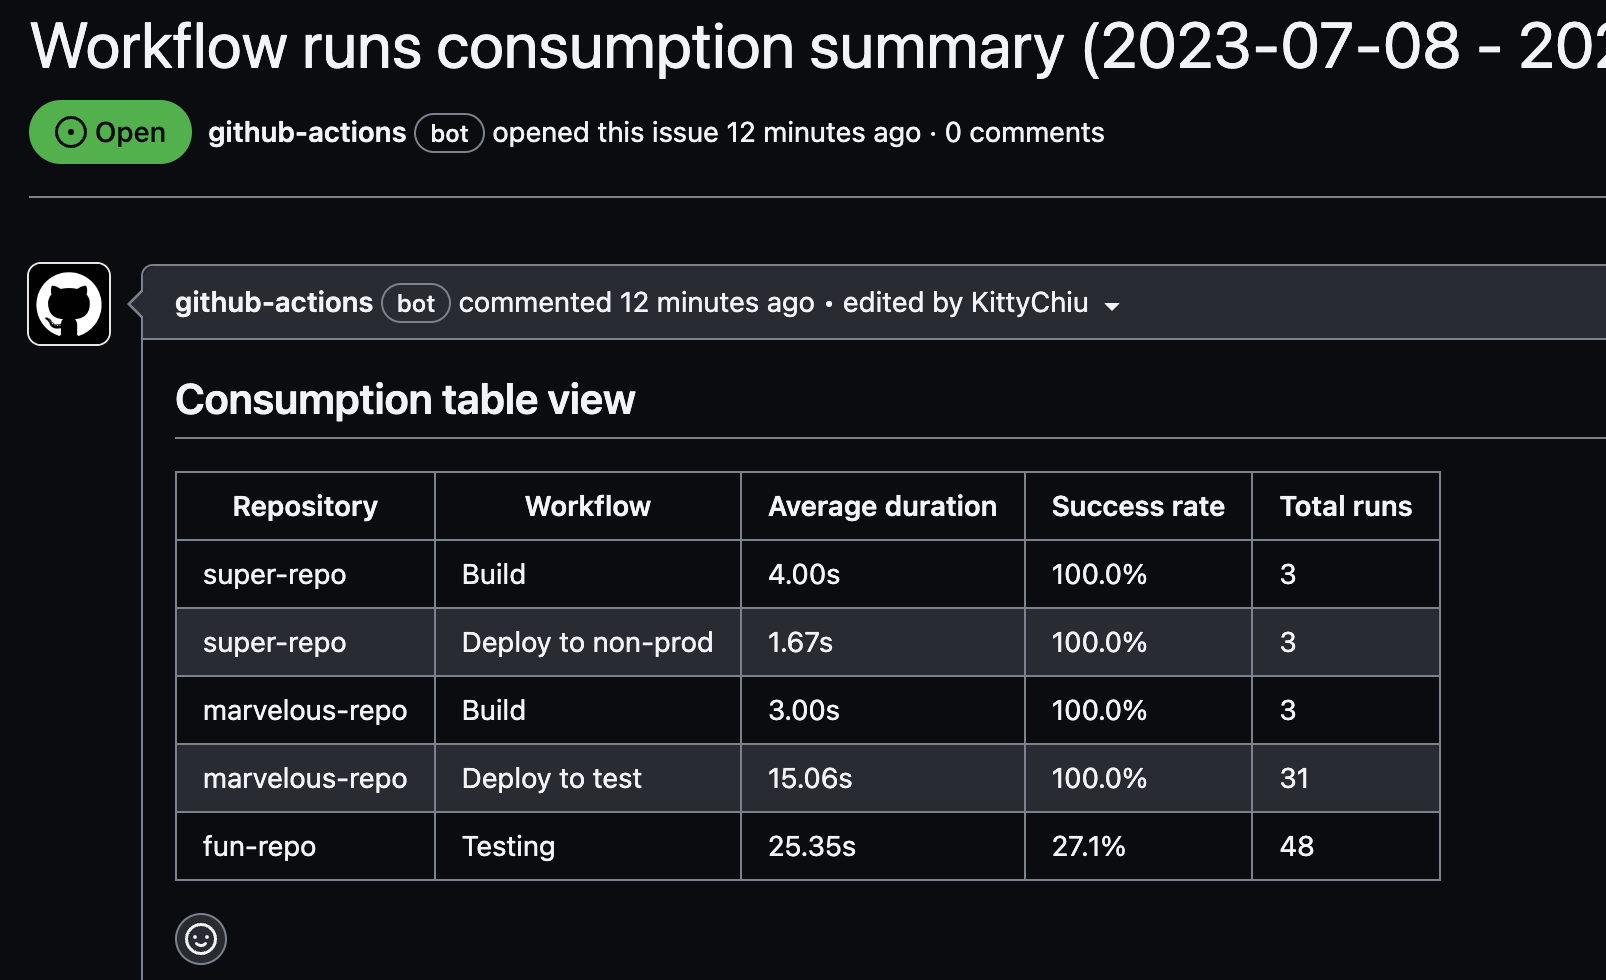 Workflow runs consumption summary (2023-07-08 - 202
Open github-actions bot opened this issue 12 minutes ago · 0 comments
github-actions bot commented 12 minutes ago • edited by KittyChiu
Consumption table view
Repository Workflow Average duration Success rate Total runs
super-repo Build 4.00s 100.0% 3
super-repo Deploy to non-prod 1.67s 100.0% 3
marvelous-repo Build 3.00s 100.0% 3
marvelous-repo Deploy to test 15.06s 100.0% 31
fun-repo Testing 25.35s 27.1% 48